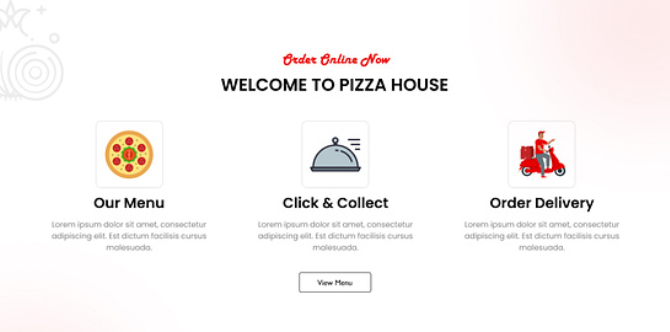 Order Online Now
WELCOME TO PIZZA HOUSE
Our Menu
Lorem ipsum dolor sit amet, consectetur
adipiscing elit. Est dictum facilisis cursus
malesuada.
Click & Collect
Lorem ipsum dolor sit amet, consectetur
adipiscing elit. Est dictum facilisis cursus
malesuada.
Order Delivery
Lorem ipsum dolor sit amet, consectetur
adipiscing elit. Est dictum facilisis cursus
malesuada.
View Menu